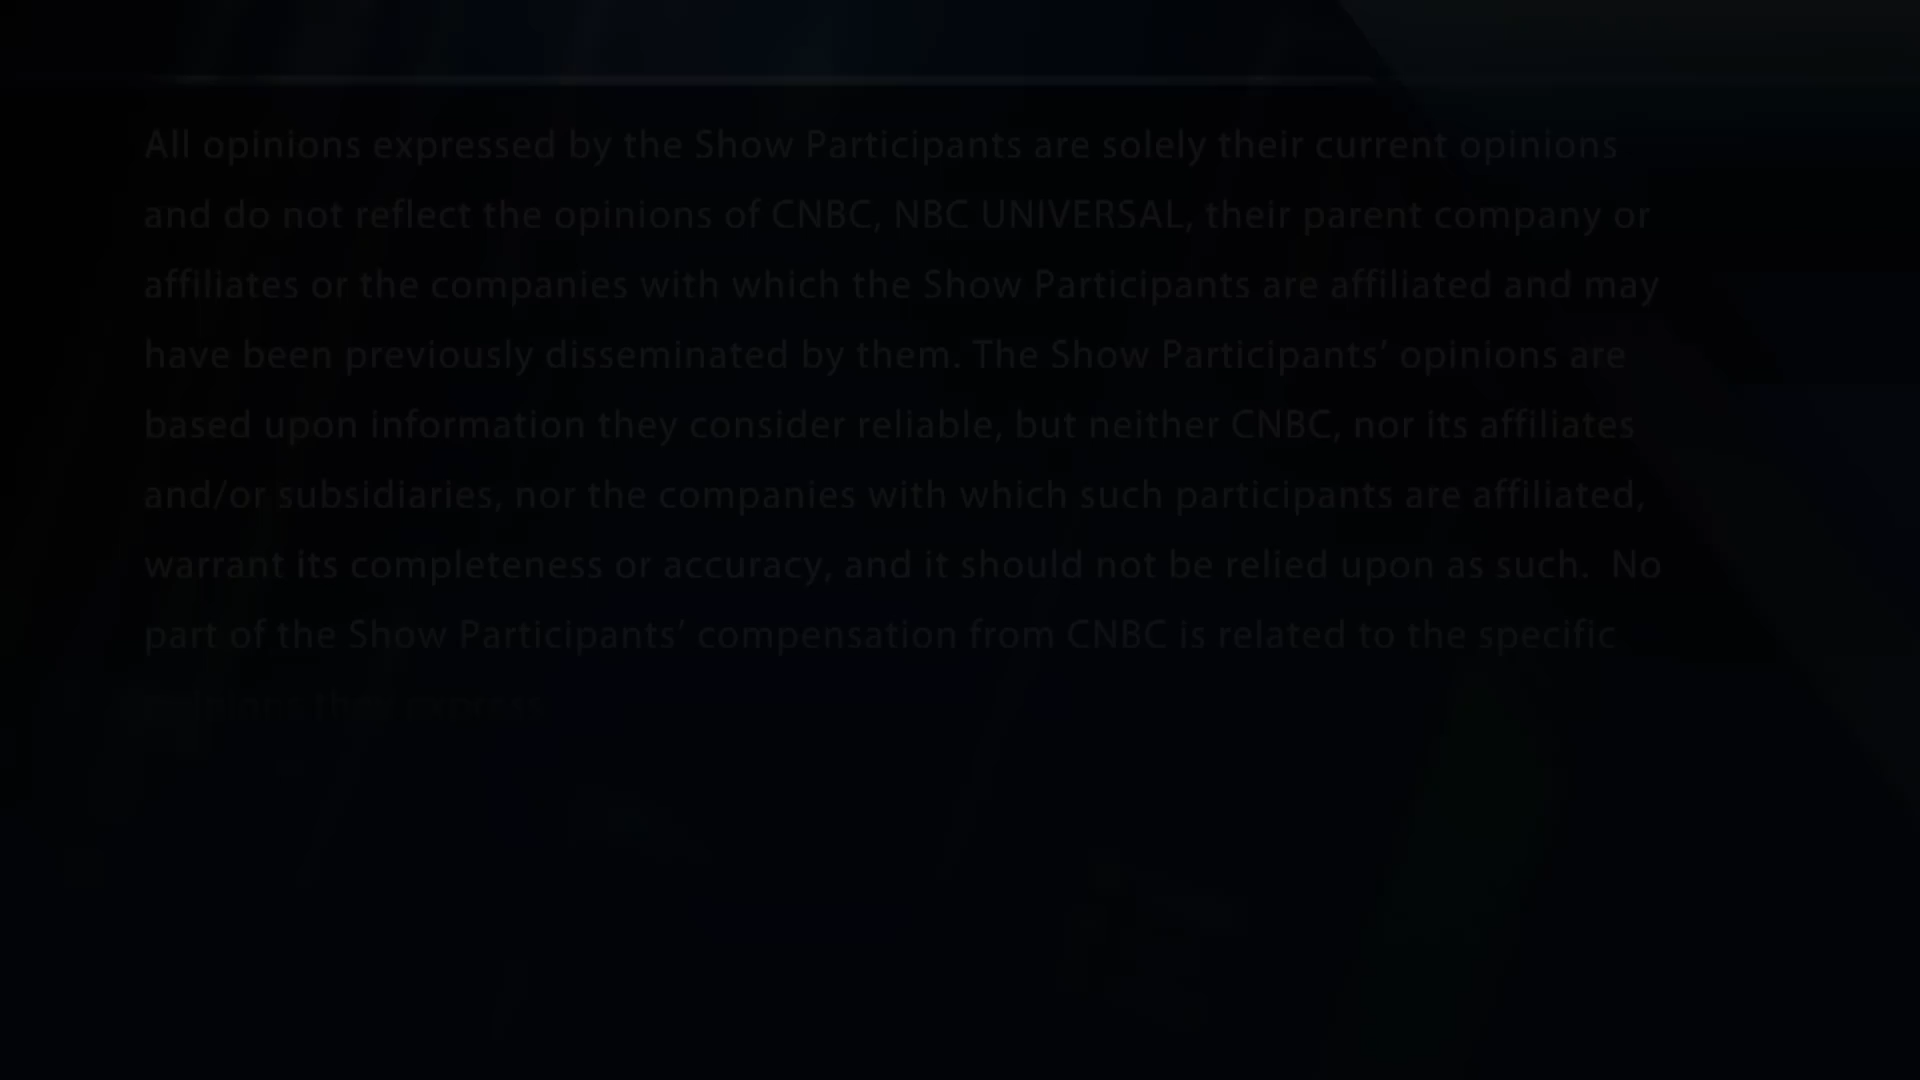 All opinions expressed by the Show Participants are solely their current opinions
and do not reflect the opinions of CNBC, NBC UNIVERSAL, their parent company or
affiliates or the companies with which the Show Participants are affiliated and may
have been previously disseminated by them. The Show Participants’ opinions are
based upon information they consider reliable, but neither CNBC, nor its affiliates
and/or subsidiaries, nor the companies with which such participants are affiliated,
warrant its completeness or accuracy, and it should not be relied upon as such.  No
part of the Show Participants’ compensation from CNBC is related to the specific
opinions they express